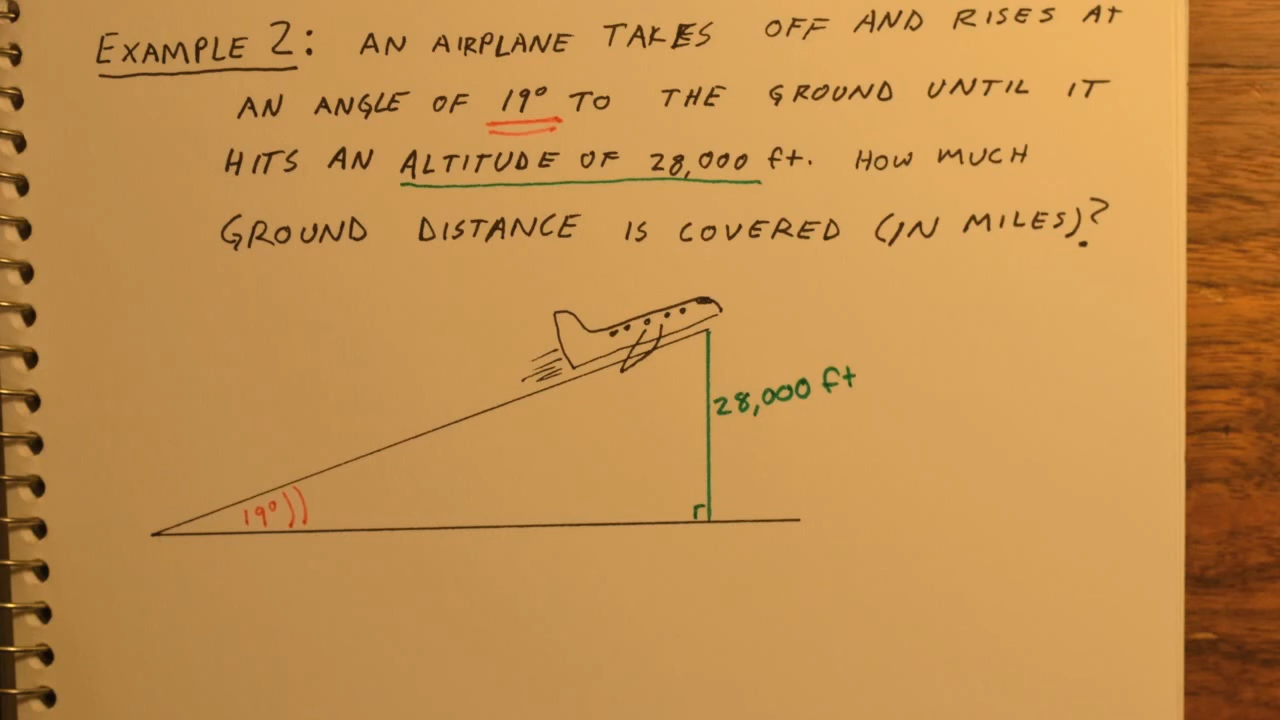 EXAMPLE 2: AN AIRPLANE TAKES OFF AND RISES AT
AN ANGLE OF 19° TO THE GROUND UNTIL IT
HITS AN ALTITUDE OF 28,000 ft. HOW MUCH
GROUND DISTANCE IS COVERED (IN MILES)?
28,000 ft
19°